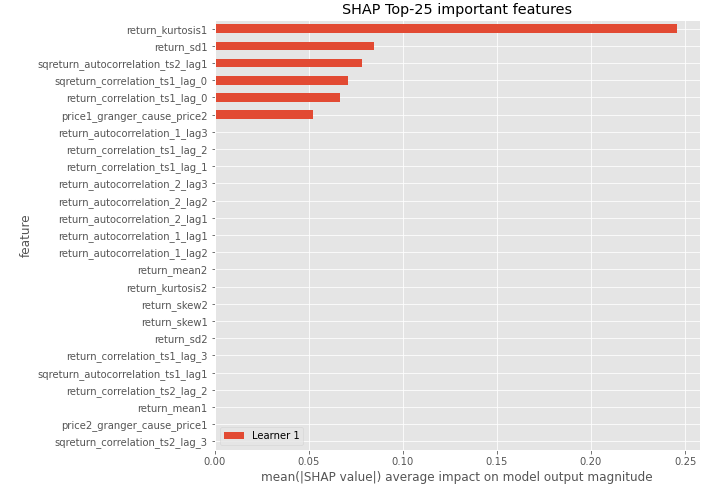 SHAP Top-25 important features
return_kurtosis1
return_sd1
sqreturn_autocorrelation_ts2_lag1
sqreturn_correlation_ts1_lag_0
return_correlation_ts1_lag_0
price1_granger_cause_price2
return_autocorrelation_1_lag3
return_correlation_ts1_lag_2
return_correlation_ts1_lag_1
return_autocorrelation_2_lag3
return_autocorrelation_2_lag2
return_autocorrelation_2_lag1
return_autocorrelation_1_lag1
return_autocorrelation_1_lag2
return_mean2
return_kurtosis2
return_skew2
return_skew1
return_sd2
return_correlation_ts1_lag_3
sqreturn_autocorrelation_ts1_lag1
return_correlation_ts2_lag_2
return_mean1
price2_granger_cause_price1
sqreturn_correlation_ts2_lag_3
feature
Learner 1
0.00 0.05 0.10 0.15 0.20 0.25
mean(|SHAP value|) average impact on model output magnitude